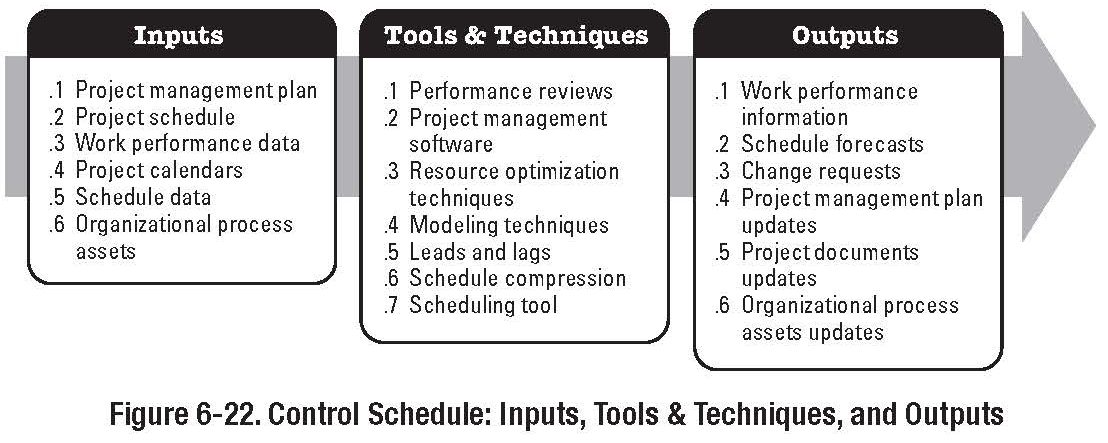 Inputs
.1 Project management plan
.2 Project schedule
.3 Work performance data
.4 Project calendars
.5 Schedule data
.6 Organizational process
assets
Tools & Techniques
.1 Performance reviews
.2 Project management
software
.3 Resource optimization
techniques
.4 Modeling techniques
.5 Leads and lags
.6 Schedule compression
.7 Scheduling tool
Outputs
.1 Work performance
information
.2 Schedule forecasts
.3 Change requests
.4 Project management plan
updates
.5 Project documents
updates
.6 Organizational process
assets updates
Figure 6-22. Control Schedule: Inputs, Tools & Techniques, and Outputs